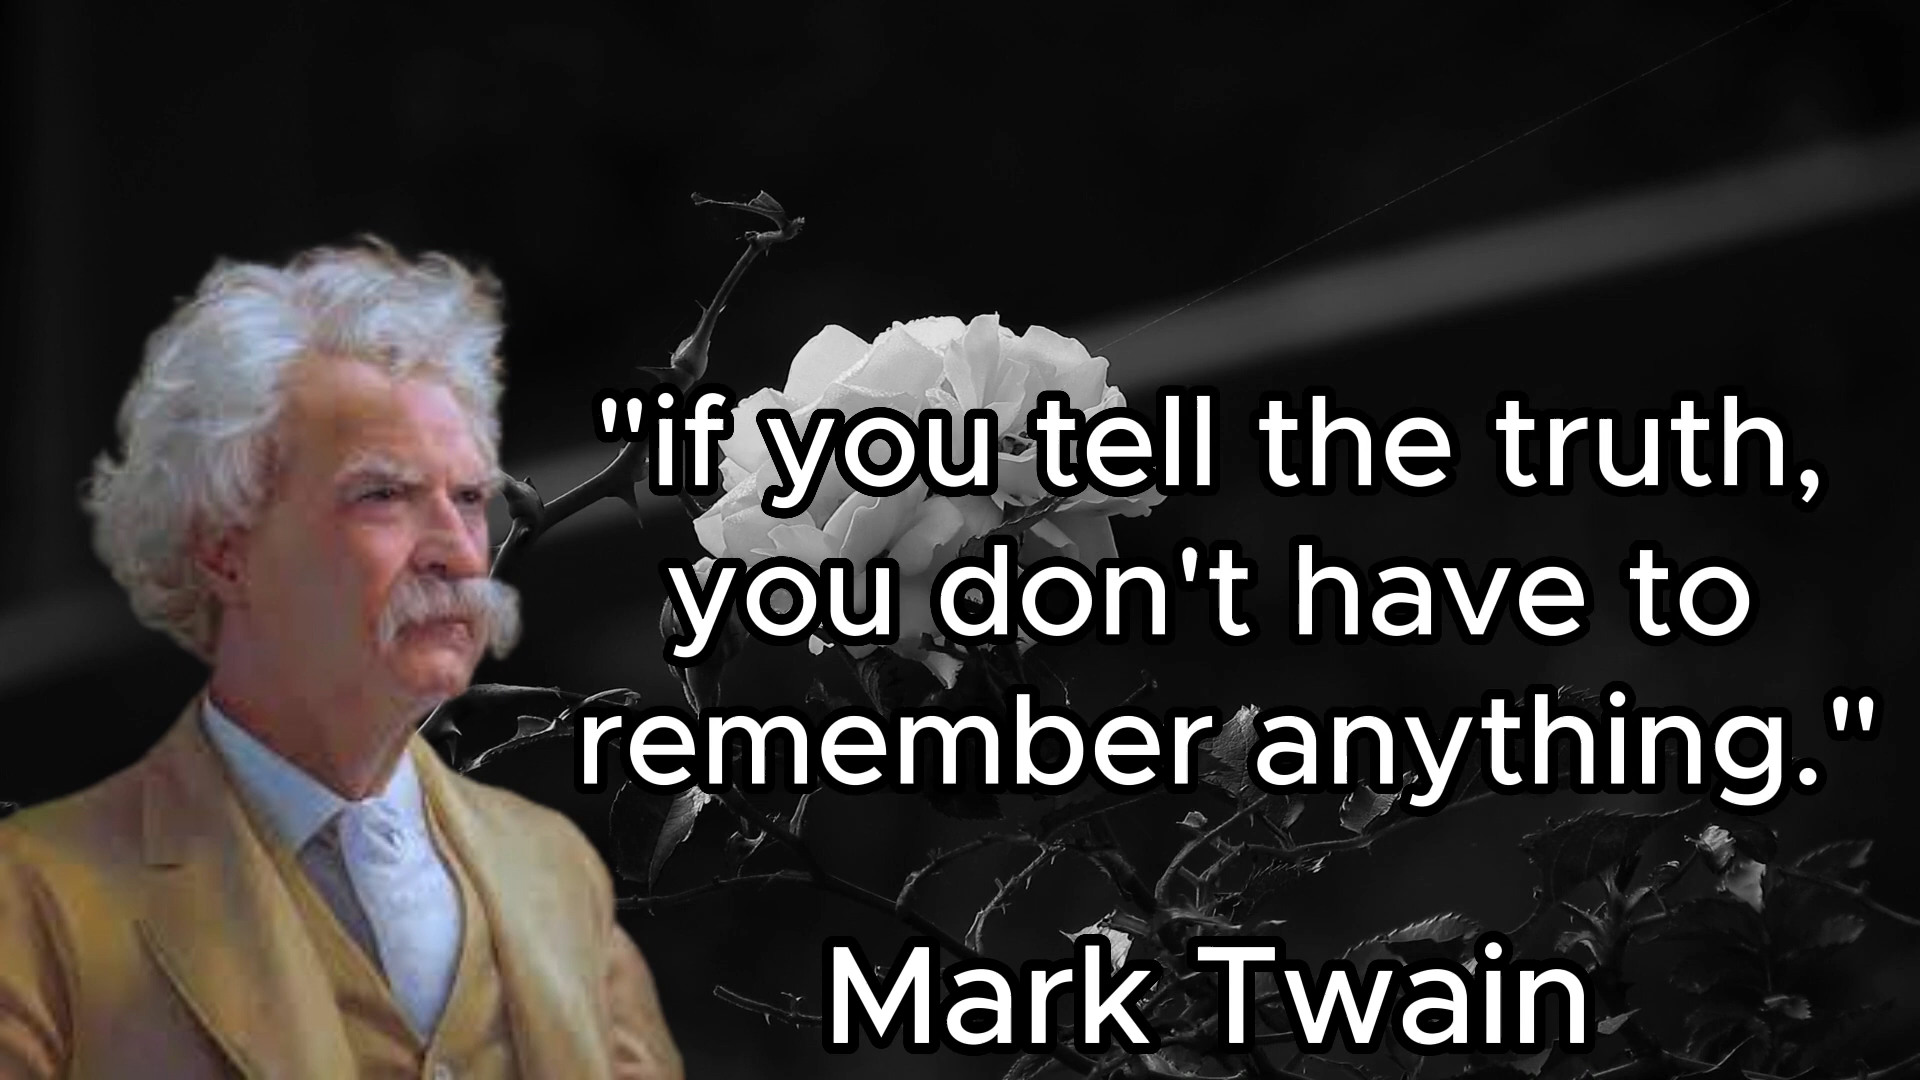 "if you tell the truth,
you don't have to
remember anything."
Mark Twain